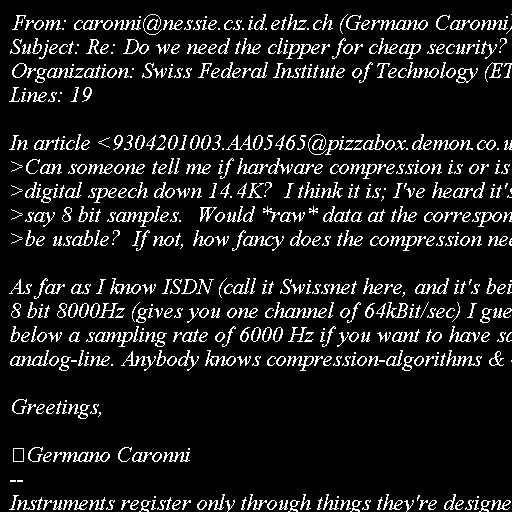 From: caronni@nessie.cs.id.ethz.ch (Germano Caronni)
Subject: Re: Do we need the clipper for cheap security?
Organization: Swiss Federal Institute of Technology (ET
Lines: 19

In article <9304201003.AA05465@pizzabox.demon.co.u
>Can someone tell me if hardware compression is or is
>digital speech down 14.4K?  I think it is; I've heard it's
>say 8 bit samples.  Would *raw* data at the correspon
>be usable?  If not, how fancy does the compression nee

As far as I know ISDN (call it Swissnet here, and it's bei
8 bit 8000Hz (gives you one channel of 64kBit/sec) I gue
below a sampling rate of 6000 Hz if you want to have so
analog-line. Anybody knows compression-algorithms &

Greetings,

Germano Caronni
--
Instruments register only through things they're designe